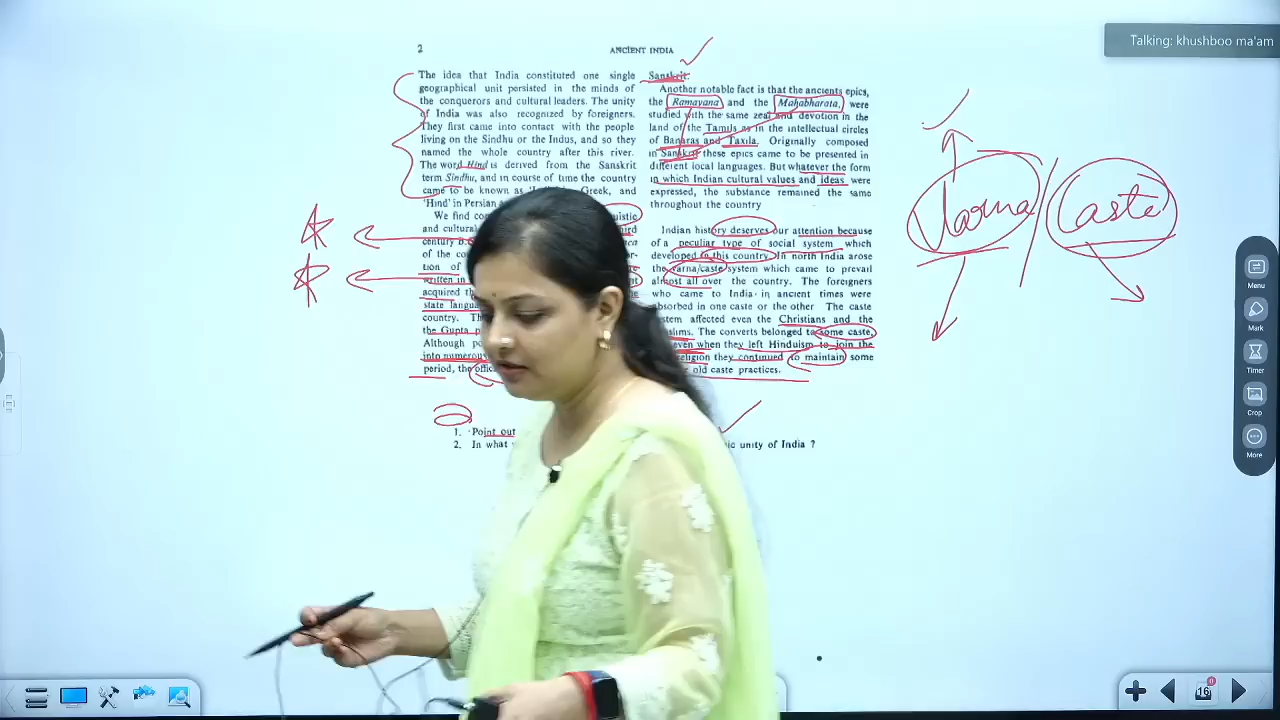 Talking: khushboo ma'am
2
ANCIENT INDIA
The idea that India constituted one single
geographical unit persisted in the minds of
the conquerors and cultural leaders. The unity
of India was also recognized by foreigners.
They first came into contact with the people
living on the Sindhu or the Indus, and so they
named the whole country after this river.
The word Hind is derived from the Sanskrit
term Sindhu, and in course of time the country
came to be known as Greek, and
'Hind' in Persian
We find
and cultural
century B.C
of the
tion of
written in
acquired
state
country.
the Gupta
Although
into numerous
period, the
Sanskrit.
Another notable fact is that the ancients epics,
the Ramayana and the Mahabharata, were
studied with the same zeal and devotion in the
land of the Tamils as in the intellectual circles
of Banaras and Taxila. Originally composed
in Sanskrit these epics came to be presented in
different local languages. But whatever the form
in which Indian cultural values and ideas were
expressed, the substance remained the same
throughout the country
Indian history deserves our attention because
of a peculiar type of social system which
developed in this country. In north India arose
the varna/caste system which came to prevail
almost all over the country. The foreigners
who came to India in ancient times were
absorbed in one caste or the other The caste
affected even the Christians and the
The converts belonged to some caste,
even when they left Hinduism to join the
religion they continued to maintain some
old caste practices.
1. Point out
2. In what unity of India ?
Varna / Caste
Menu
Mark
Timer
Crop
More
16